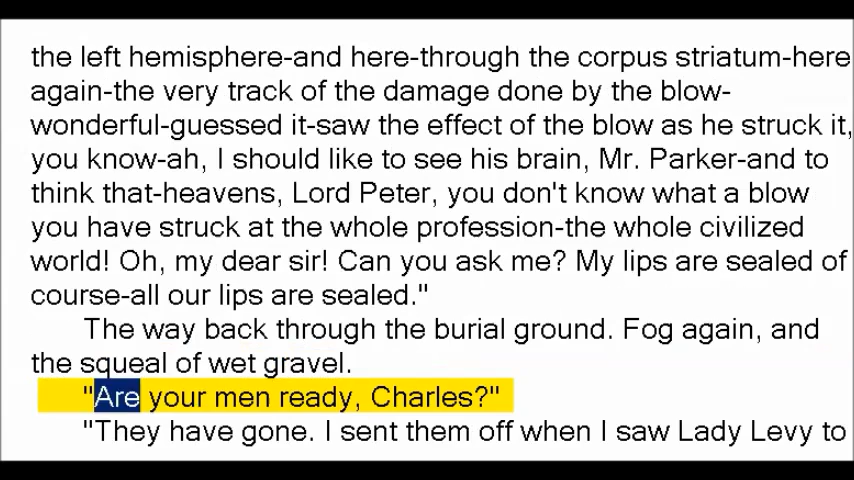 the left hemisphere-and here-through the corpus striatum-here
again-the very track of the damage done by the blow-
wonderful-guessed it-saw the effect of the blow as he struck it,
you know-ah, I should like to see his brain, Mr. Parker-and to
think that-heavens, Lord Peter, you don't know what a blow
you have struck at the whole profession-the whole civilized
world! Oh, my dear sir! Can you ask me? My lips are sealed of
course-all our lips are sealed."
The way back through the burial ground. Fog again, and
the squeal of wet gravel.
"Are your men ready, Charles?"
"They have gone. I sent them off when I saw Lady Levy to